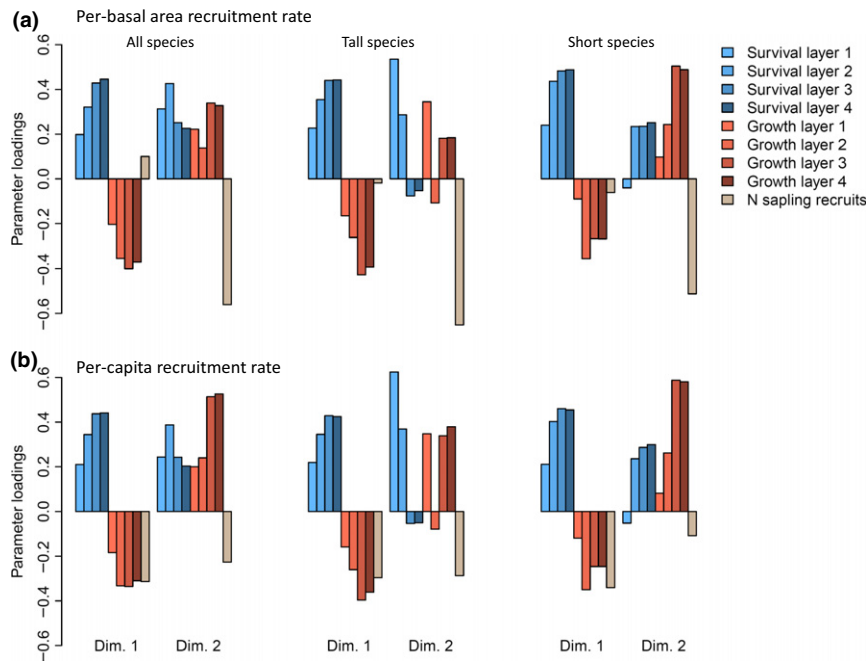 (a) Per-basal area recruitment rate
All species Tall species Short species
Parameter loadings
0.6
0.4
0.2
0.0
−0.2
−0.4
−0.6
Survival layer 1
Survival layer 2
Survival layer 3
Survival layer 4
Growth layer 1
Growth layer 2
Growth layer 3
Growth layer 4
N sapling recruits
(b) Per-capita recruitment rate
Parameter loadings
0.6
0.4
0.2
0.0
−0.2
−0.4
−0.6
Dim. 1 Dim. 2 Dim. 1 Dim. 2 Dim. 1 Dim. 2